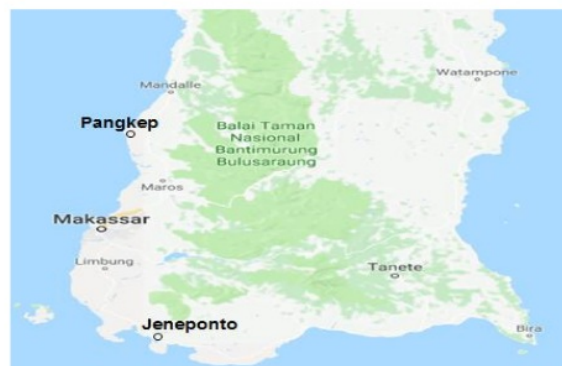 Mandalle
Watampone
Pangkep
Balai Taman
Nasional
Bantimurung
Bulusaraung
Maros
Makassar
Limbung
Tanete
Jeneponto
Bira